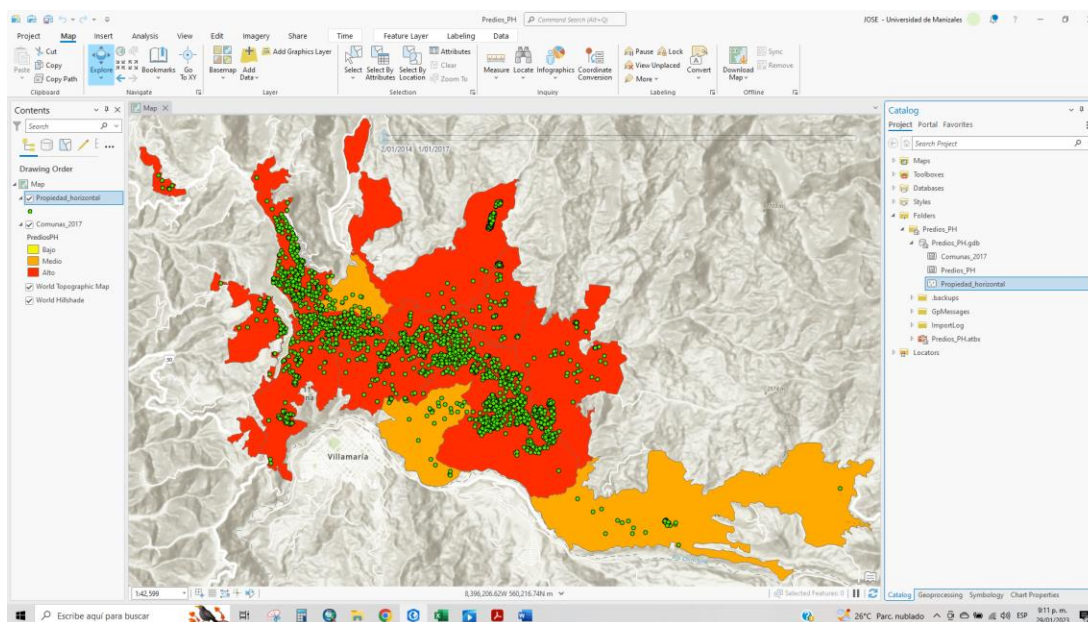 Predios_PH
Command Search (Alt+Q)
JOSE - Universidad de Manizales
?
Project Map Insert Analysis View Edit Imagery Share Time Feature Layer Labeling Data
Paste
Cut
Copy
Copy Path
Clipboard
Explore
Bookmarks
Go To XY
Navigate
Basemap
Add Data
Add Graphics Layer
Layer
Select
Select By Attributes
Select By Location
Attributes
Clear
Zoom To
Selection
Measure
Locate
Infographics
Coordinate Conversion
Inquiry
Pause Lock
View Unplaced
More
Convert
Labeling
Download Map
Sync
Remove
Offline
Contents
Search
Drawing Order
Map
Propiedad_horizontal
Comunas_2017
PrediosPH
Bajo
Medio
Alto
World Topographic Map
World Hillshade
Map
2/01/2014 - 1/01/2017
50
na
Villamaría
1:42,599
8,396,206.62W 560,216.74N m
Selected Features: 0
Catalog
Project Portal Favorites
Search Project
Maps
Toolboxes
Databases
Styles
Folders
Predios_PH
Predios_PH.gdb
Comunas_2017
Predios_PH
Propiedad_horizontal
.backups
GpMessages
ImportLog
Predios_PH.atbx
Locators
Catalog Geoprocessing Symbology Chart Properties
Escribe aquí para buscar
26°C Parc. nublado
ESP
9:11 p. m.
29/01/2023